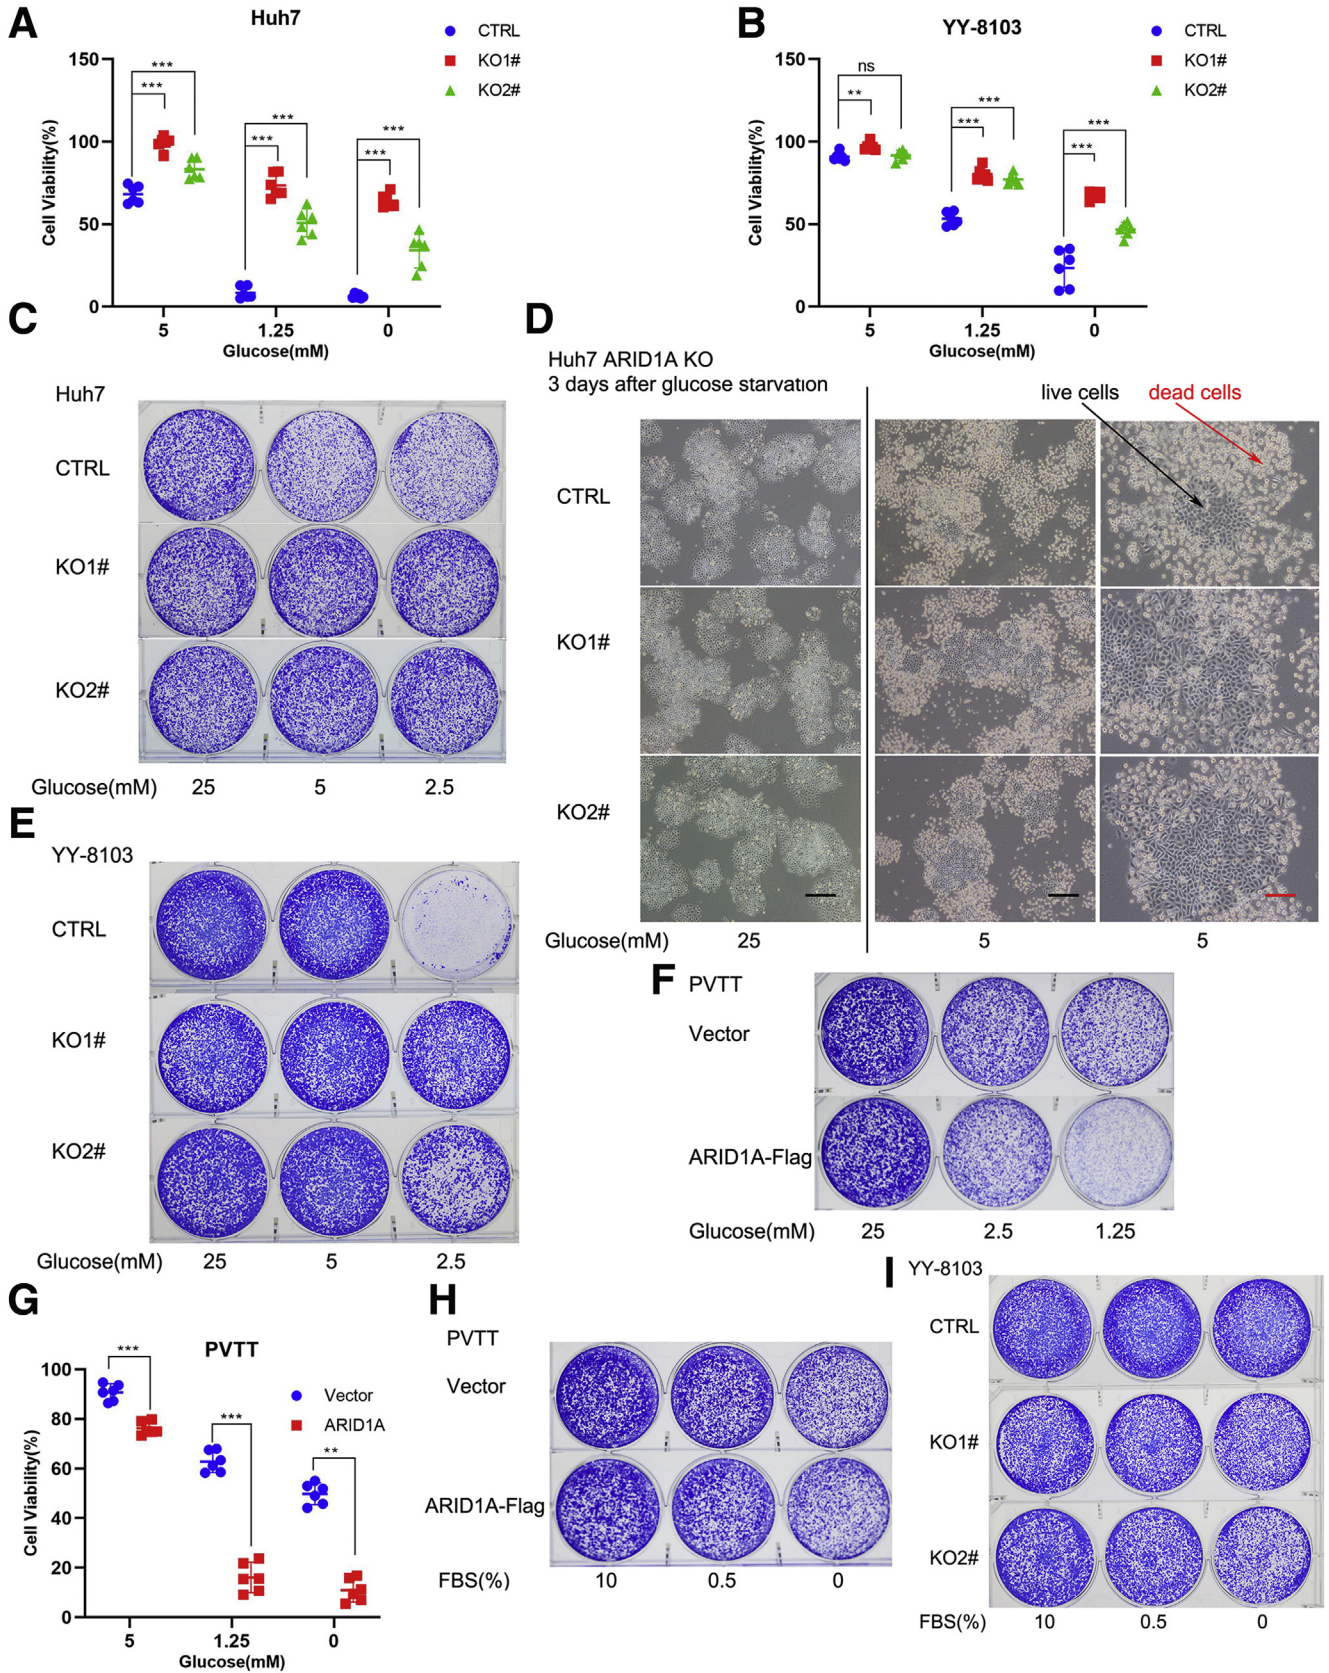 A
Huh7
CTRL
KO1#
KO2#
Cell Viability(%)
150
100
50
0
***
***
***
***
***
***
5
1.25
0
Glucose(mM)
B
YY-8103
CTRL
KO1#
KO2#
Cell Viability(%)
150
100
50
0
ns
**
***
***
***
***
5
1.25
0
Glucose(mM)
C
Huh7
CTRL
KO1#
KO2#
Glucose(mM) 25 5 2.5
D
Huh7 ARID1A KO
3 days after glucose starvation
live cells
dead cells
CTRL
KO1#
KO2#
Glucose(mM) 25 5 5
E
YY-8103
CTRL
KO1#
KO2#
Glucose(mM) 25 5 2.5
F
PVTT
Vector
ARID1A-Flag
Glucose(mM) 25 2.5 1.25
G
PVTT
Vector
ARID1A
Cell Viability(%)
100
80
60
40
20
0
***
***
**
5
1.25
0
Glucose(mM)
H
PVTT
Vector
ARID1A-Flag
FBS(%) 10 0.5 0
I
YY-8103
CTRL
KO1#
KO2#
FBS(%) 10 0.5 0